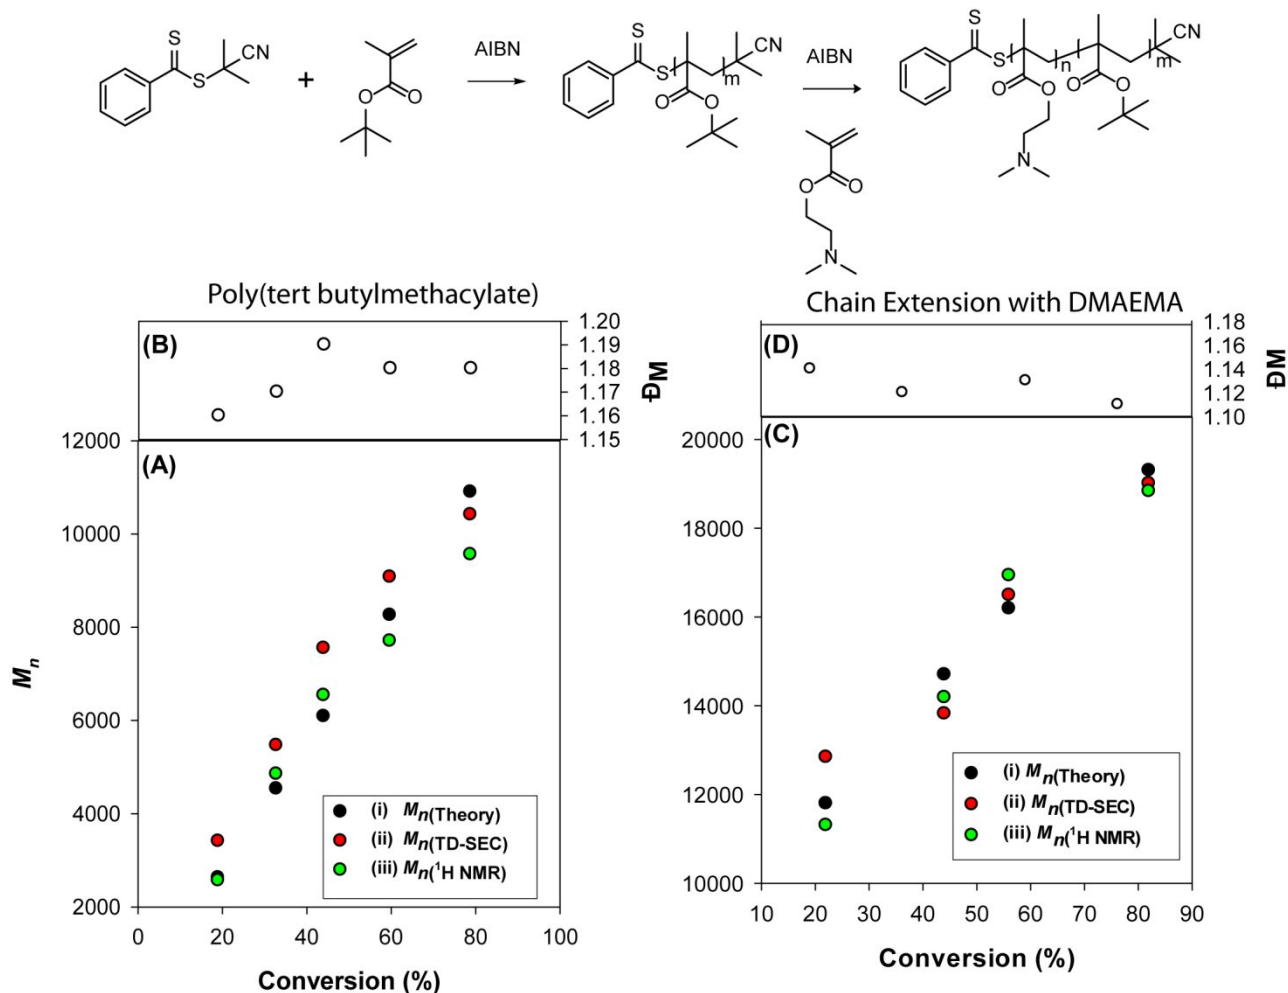 S
CN
S
+
O
O
AIBN
S
S
m
CN
O
O
AIBN
O
O
N
S
S
n
m
CN
O
O
O
O
N
Poly(tert butylmethacylate)
(B)
1.20
1.19
1.18
1.17
1.16
1.15
ĐM
(A)
12000
10000
8000
6000
4000
2000
Mn
(i) Mn(Theory)
(ii) Mn(TD-SEC)
(iii) Mn(¹H NMR)
0 20 40 60 80 100
Conversion (%)
Chain Extension with DMAEMA
(D)
1.18
1.16
1.14
1.12
1.10
ĐM
(C)
20000
18000
16000
14000
12000
10000
(i) Mn(Theory)
(ii) Mn(TD-SEC)
(iii) Mn(¹H NMR)
10 20 30 40 50 60 70 80 90
Conversion (%)